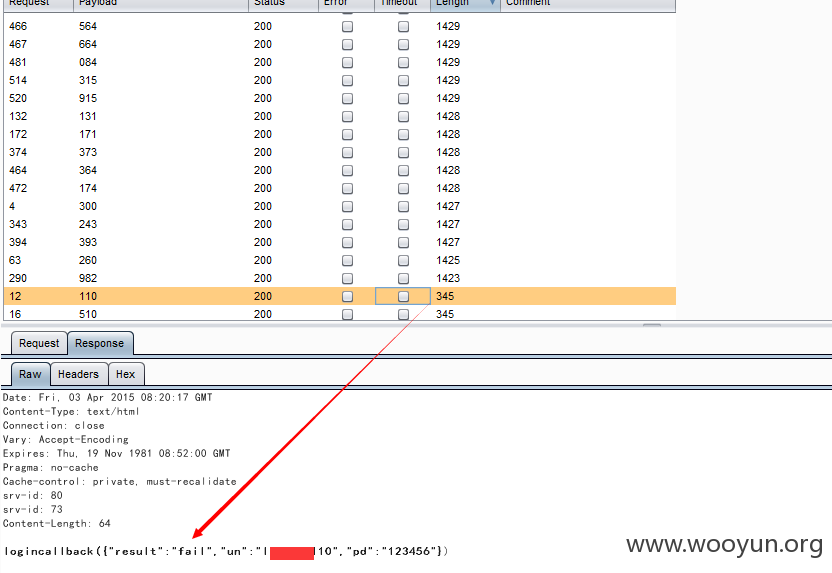 Request Payload Status Error Timeout Length Comment
466 564 200 1429
467 664 200 1429
481 084 200 1429
514 315 200 1429
520 915 200 1429
132 131 200 1428
172 171 200 1428
374 373 200 1428
464 364 200 1428
472 174 200 1428
4 300 200 1427
343 243 200 1427
394 393 200 1427
63 260 200 1425
290 982 200 1423
12 110 200 345
16 510 200 345
Request Response
Raw Headers Hex
Date: Fri, 03 Apr 2015 08:20:17 GMT
Content-Type: text/html
Connection: close
Vary: Accept-Encoding
Expires: Thu, 19 Nov 1981 08:52:00 GMT
Pragma: no-cache
Cache-control: private, must-recalidate
srv-id: 80
srv-id: 73
Content-Length: 64
logincallback({"result":"fail","un":"l 110","pd":"123456"})
www.wooyun.org